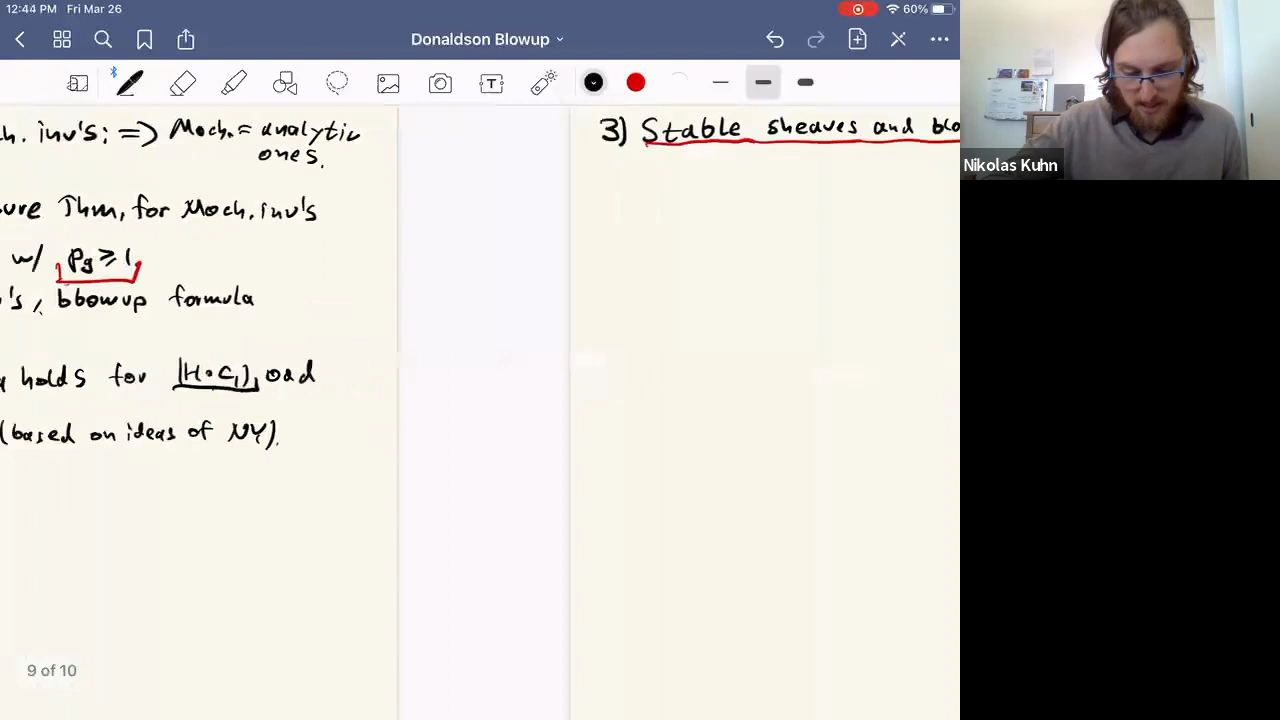 12:44 PM Fri Mar 26
60%
Donaldson Blowup
T
ch. inv's: => Moch. = analytic
ones.
ure Thm, for Moch. inv's
w/ pg ≥ 1
's, blowup formula
holds for (H·c₁), odd
(based on ideas of NY).
9 of 10
3) Stable sheaves and blo
Nikolas Kuhn